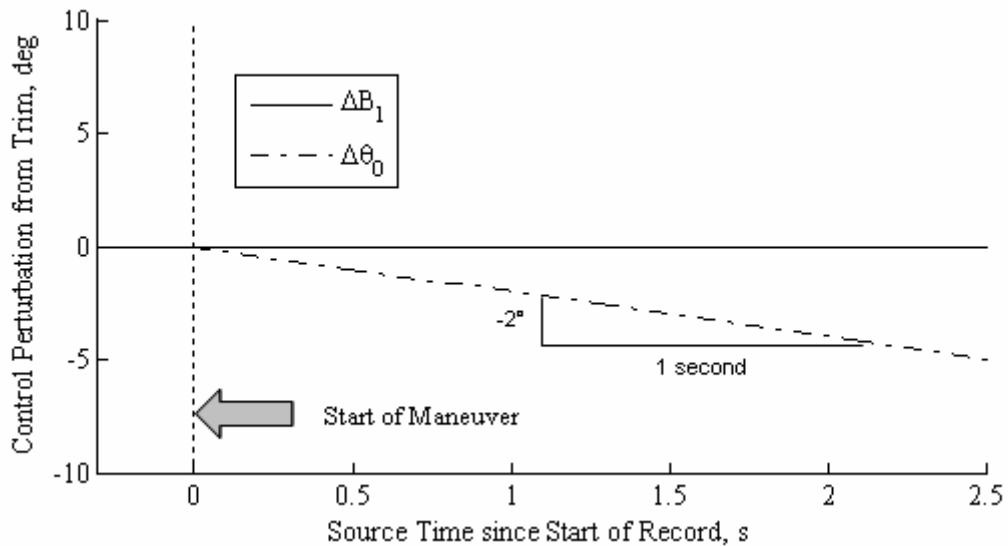 Control Perturbation from Trim, deg
10
5
0
-5
-10
ΔB₁
Δθ₀
-2°
1 second
Start of Maneuver
0
0.5
1
1.5
2
2.5
Source Time since Start of Record, s